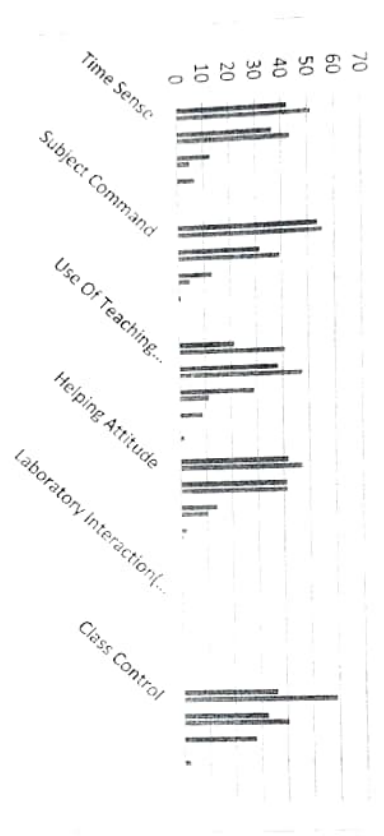 70
60
50
40
30
20
10
0
Time Sense
Subject Command
Use Of Teaching...
Helping Attitude
Laboratory Interaction(...
Class Control